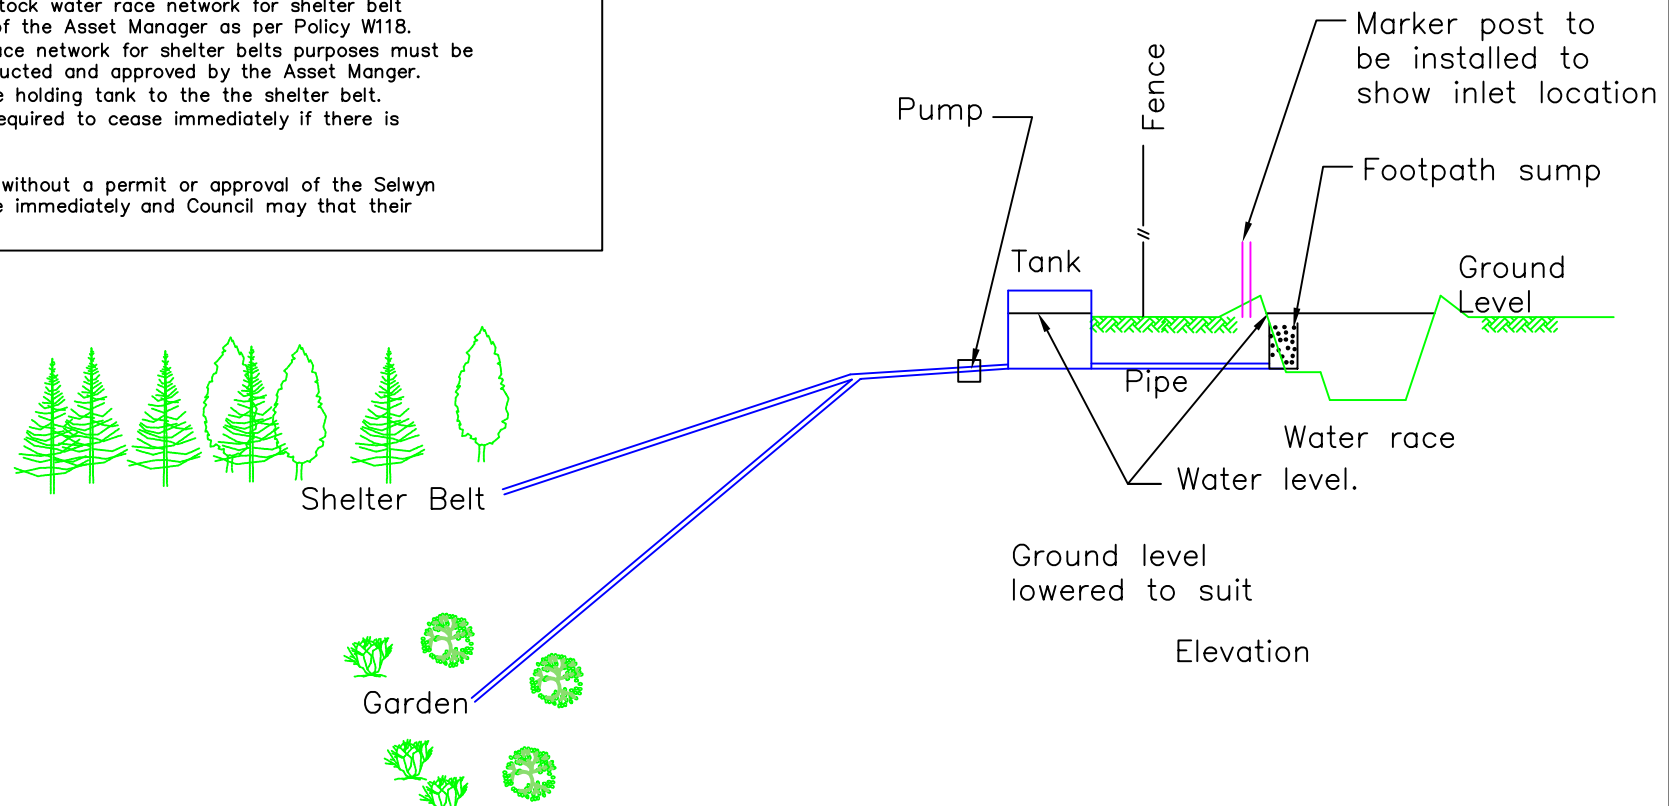 tock water race network for shelter belt
of the Asset Manager as per Policy W118.
ace network for shelter belts purposes must be
ucted and approved by the Asset Manger.
e holding tank to the the shelter belt.
equired to cease immediately if there is
without a permit or approval of the Selwyn
e immediately and Council may that their
Marker post to
be installed to
show inlet location
Fence
Pump
Footpath sump
Tank
Ground
Level
Pipe
Water race
Water level.
Shelter Belt
Ground level
lowered to suit
Elevation
Garden